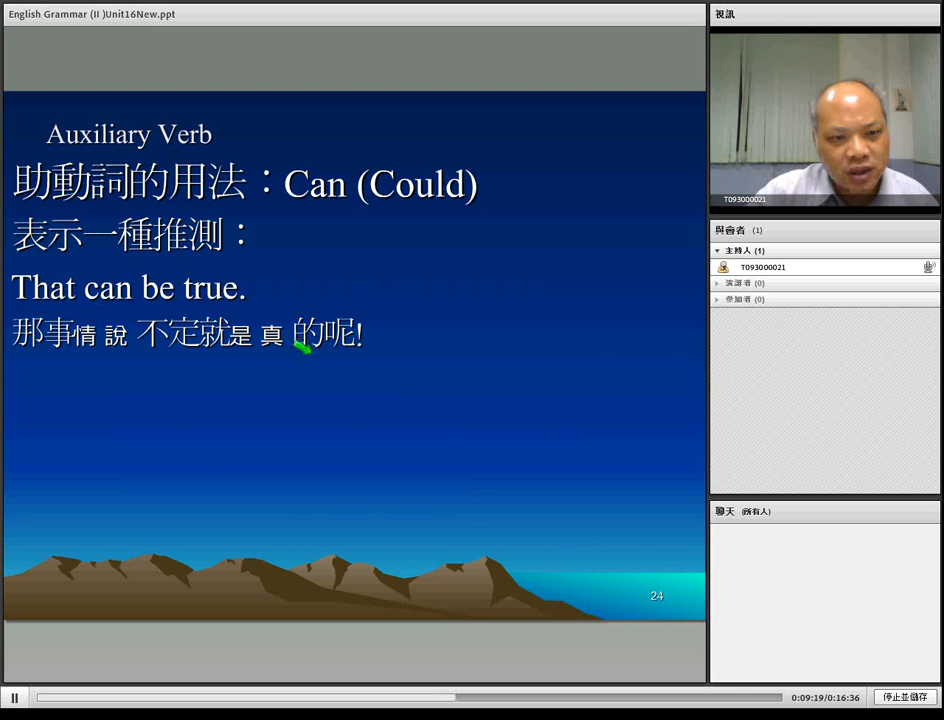 English Grammar (II )Unit16New.ppt
Auxiliary Verb
助動詞的用法：Can (Could)
表示一種推測：
That can be true.
那事情說不定就是真的呢!
24
視訊
T093000021
與會者 (1)
主持人 (1)
T093000021
演講者 (0)
參加者 (0)
聊天 (所有人)
0:09:19/0:16:36
停止並儲存